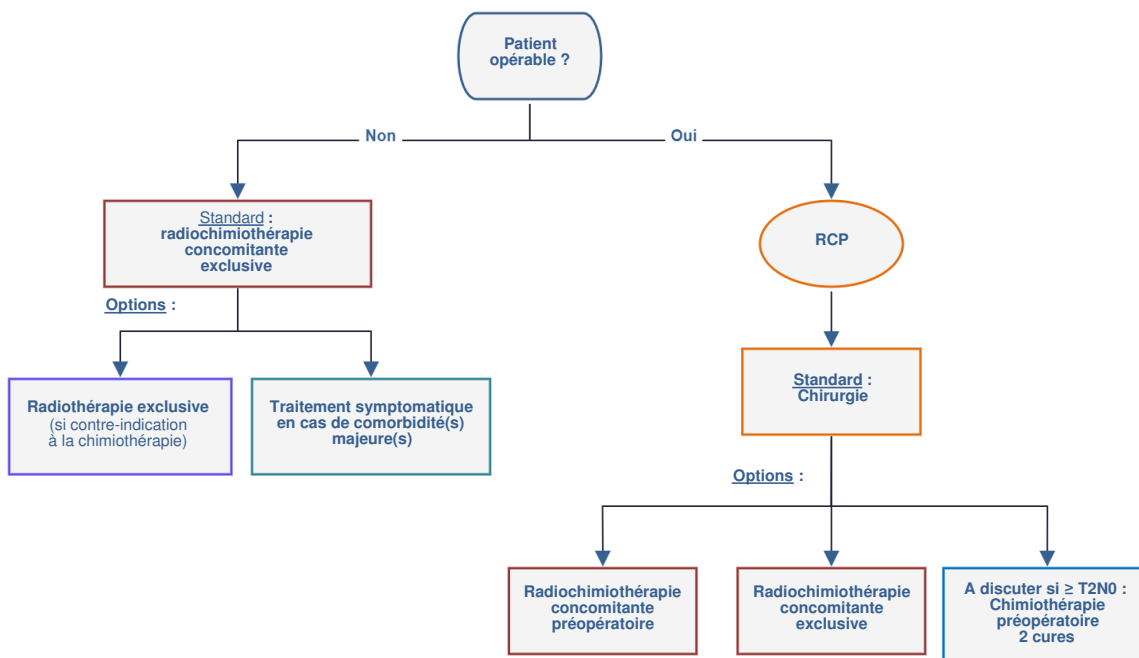 Patient
opérable ?
Non
Oui
Standard :
radiochimiothérapie
concomitante
exclusive
RCP
Options :
Radiothérapie exclusive
(si contre-indication
à la chimiothérapie)
Traitement symptomatique
en cas de comorbidité(s)
majeure(s)
Standard :
Chirurgie
Options :
Radiochimiothérapie
concomitante
préopératoire
Radiochimiothérapie
concomitante
exclusive
A discuter si ≥ T2N0 :
Chimiothérapie
préopératoire
2 cures